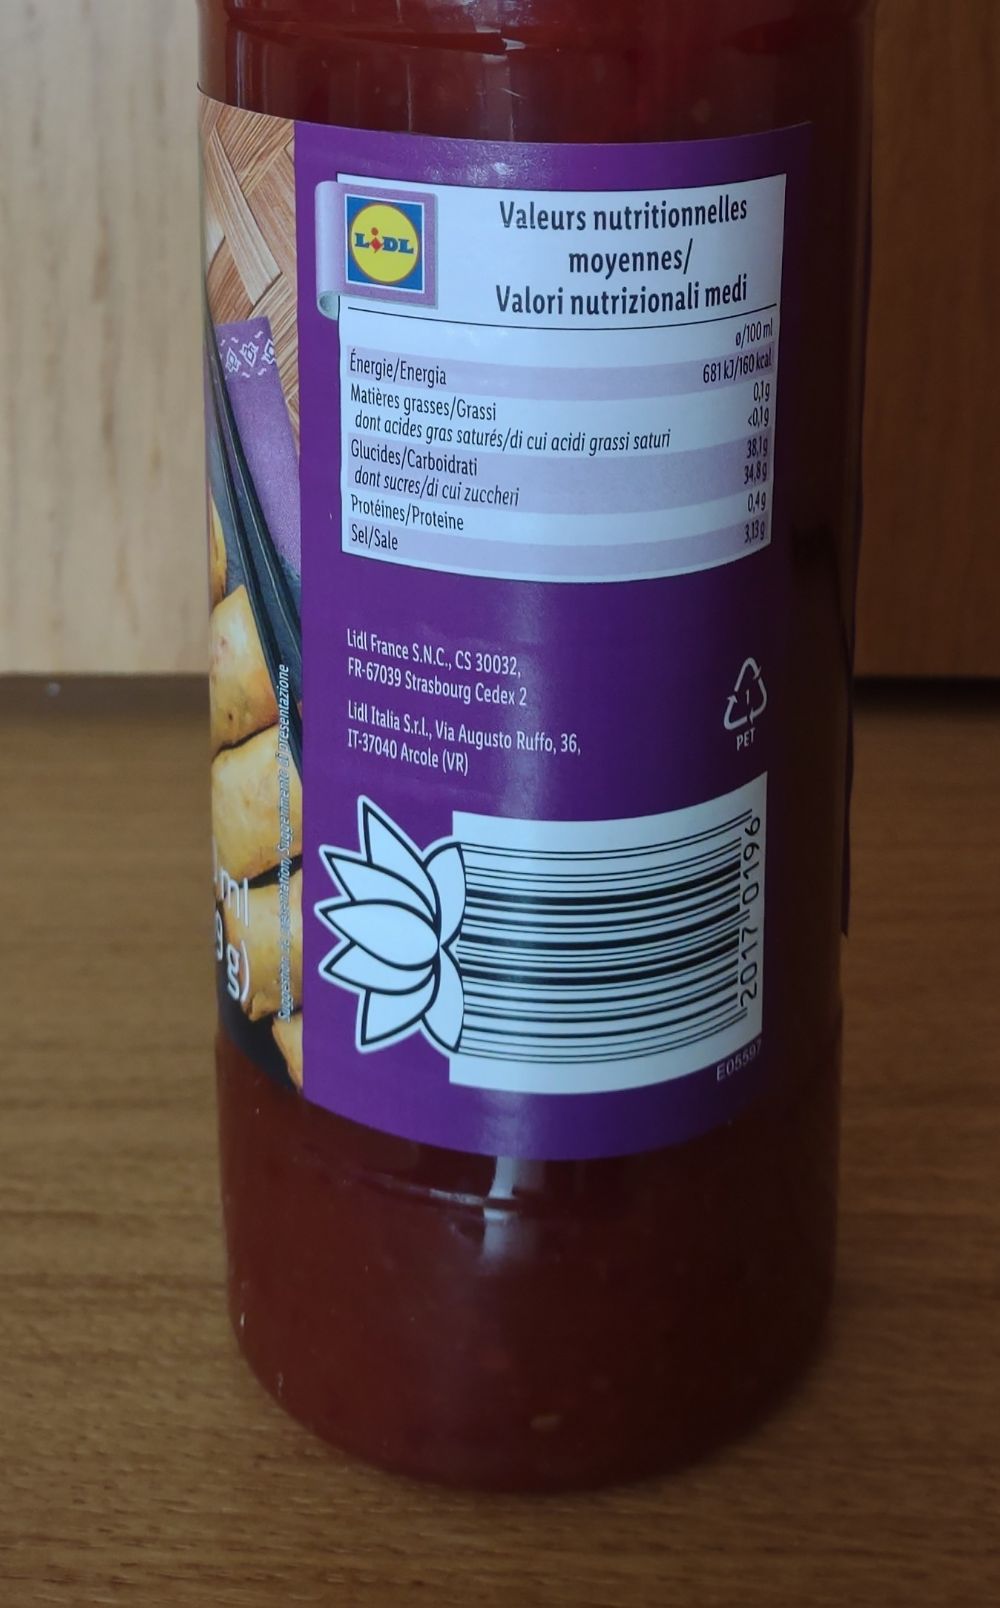 LIDL
Valeurs nutritionnelles
moyennes/
Valori nutrizionali medi
ø/100 ml
Énergie/Energia 681 kJ/160 kcal
Matières grasses/Grassi 0,1g
dont acides gras saturés/di cui acidi grassi saturi <0,1g
Glucides/Carboidrati 38,1g
dont sucres/di cui zuccheri 34,8g
Protéines/Proteine 0,4g
Sel/Sale 3,13g
Lidl France S.N.C., CS 30032,
FR-67039 Strasbourg Cedex 2
Lidl Italia S.r.l., Via Augusto Ruffo, 36,
IT-37040 Arcole (VR)
1
PET
2017 0196
E05597
Suggestion de présentation/Suggerimento di presentazione
ml
9 g)